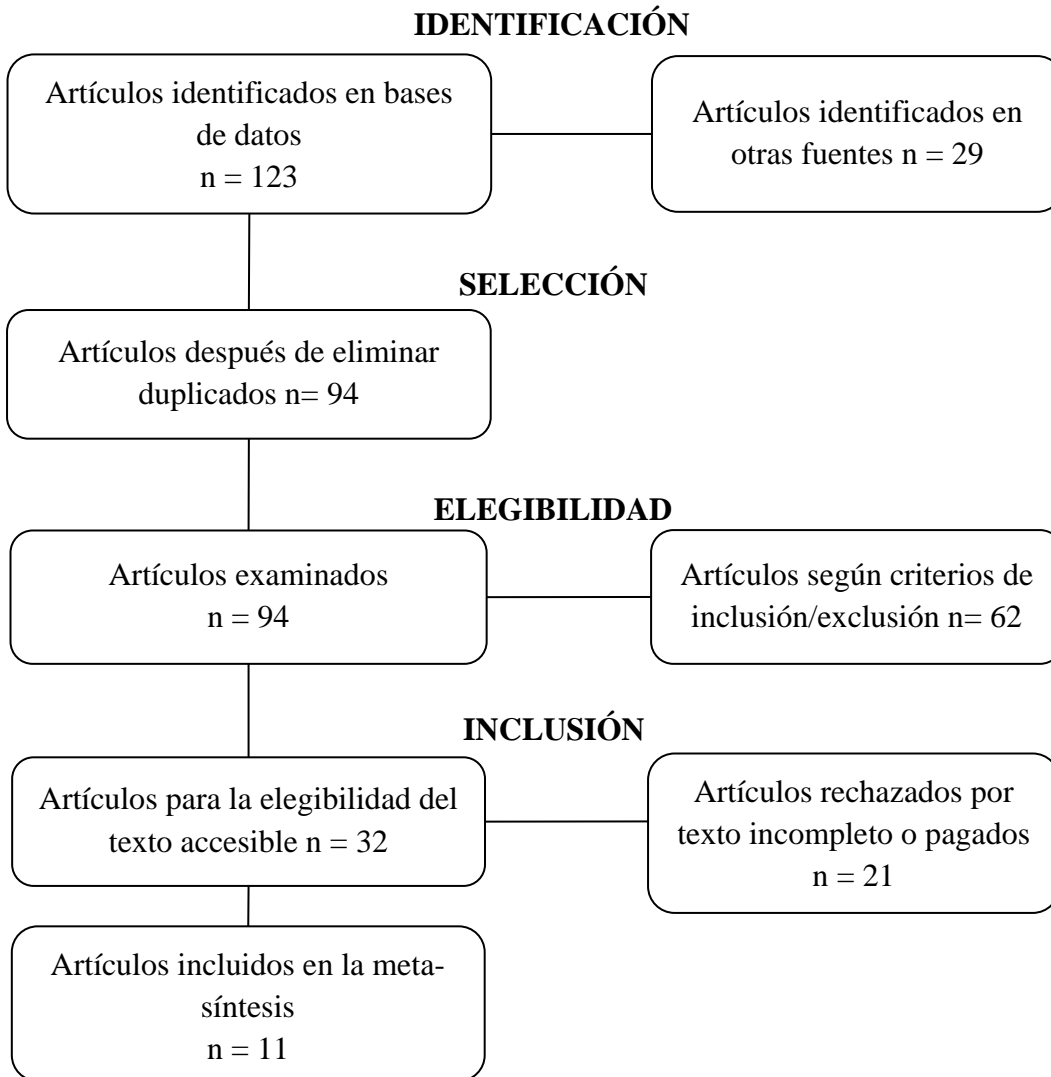 IDENTIFICACIÓN
Artículos identificados en bases
de datos
n = 123
Artículos identificados en
otras fuentes n = 29
SELECCIÓN
Artículos después de eliminar
duplicados n= 94
ELEGIBILIDAD
Artículos examinados
n = 94
Artículos según criterios de
inclusión/exclusión n= 62
INCLUSIÓN
Artículos para la elegibilidad del
texto accesible n = 32
Artículos rechazados por
texto incompleto o pagados
n = 21
Artículos incluidos en la meta-
síntesis
n = 11